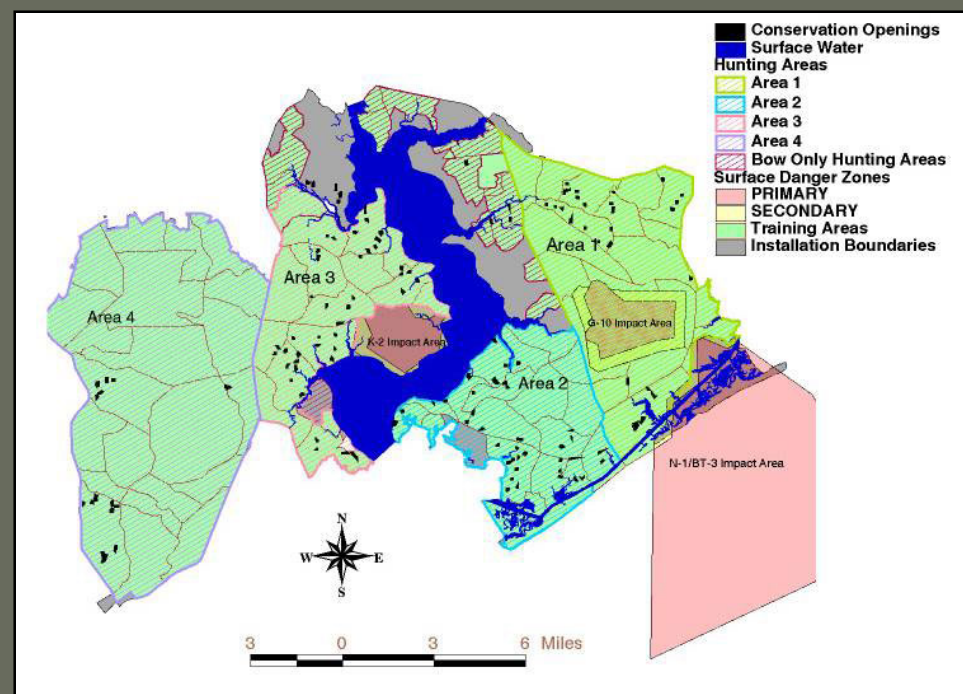 Conservation Openings
Surface Water
Hunting Areas
Area 1
Area 2
Area 3
Area 4
Bow Only Hunting Areas
Surface Danger Zones
PRIMARY
SECONDARY
Training Areas
Installation Boundaries
Area 1
Area 3
Area 4
G-10 Impact Area
K-2 Impact Area
Area 2
N-1/BT-3 Impact Area
N
W E
S
3 0 3 6 Miles